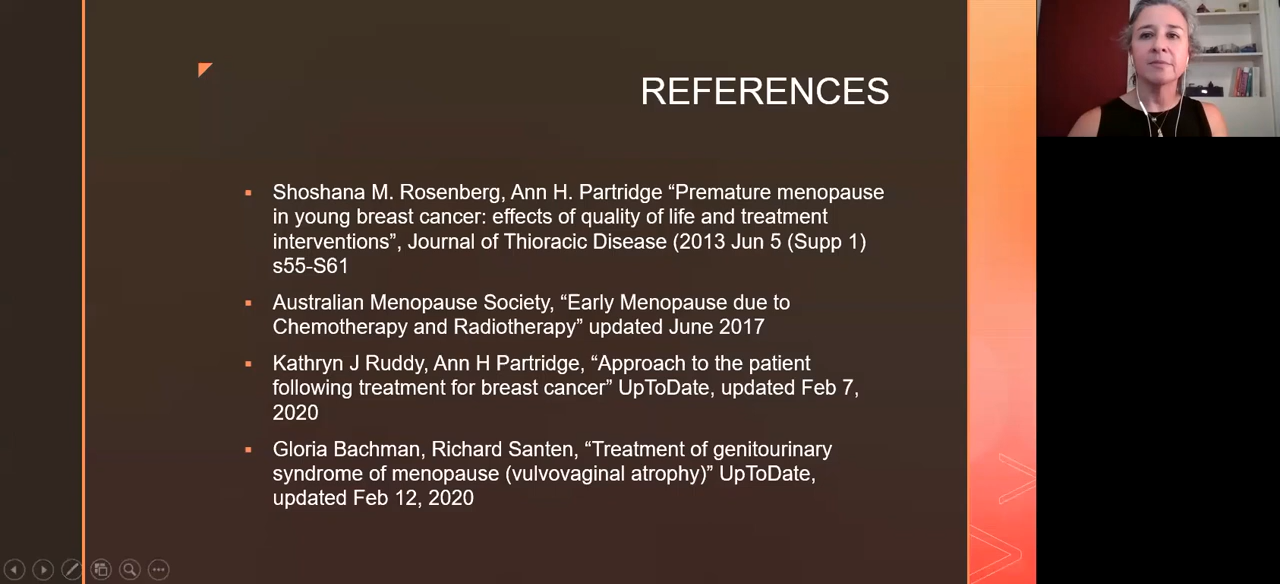 REFERENCES
Shoshana M. Rosenberg, Ann H. Partridge “Premature menopause
in young breast cancer: effects of quality of life and treatment
interventions”, Journal of Thioracic Disease (2013 Jun 5 (Supp 1)
s55-S61
Australian Menopause Society, “Early Menopause due to
Chemotherapy and Radiotherapy” updated June 2017
Kathryn J Ruddy, Ann H Partridge, “Approach to the patient
following treatment for breast cancer” UpToDate, updated Feb 7,
2020
Gloria Bachman, Richard Santen, “Treatment of genitourinary
syndrome of menopause (vulvovaginal atrophy)” UpToDate,
updated Feb 12, 2020